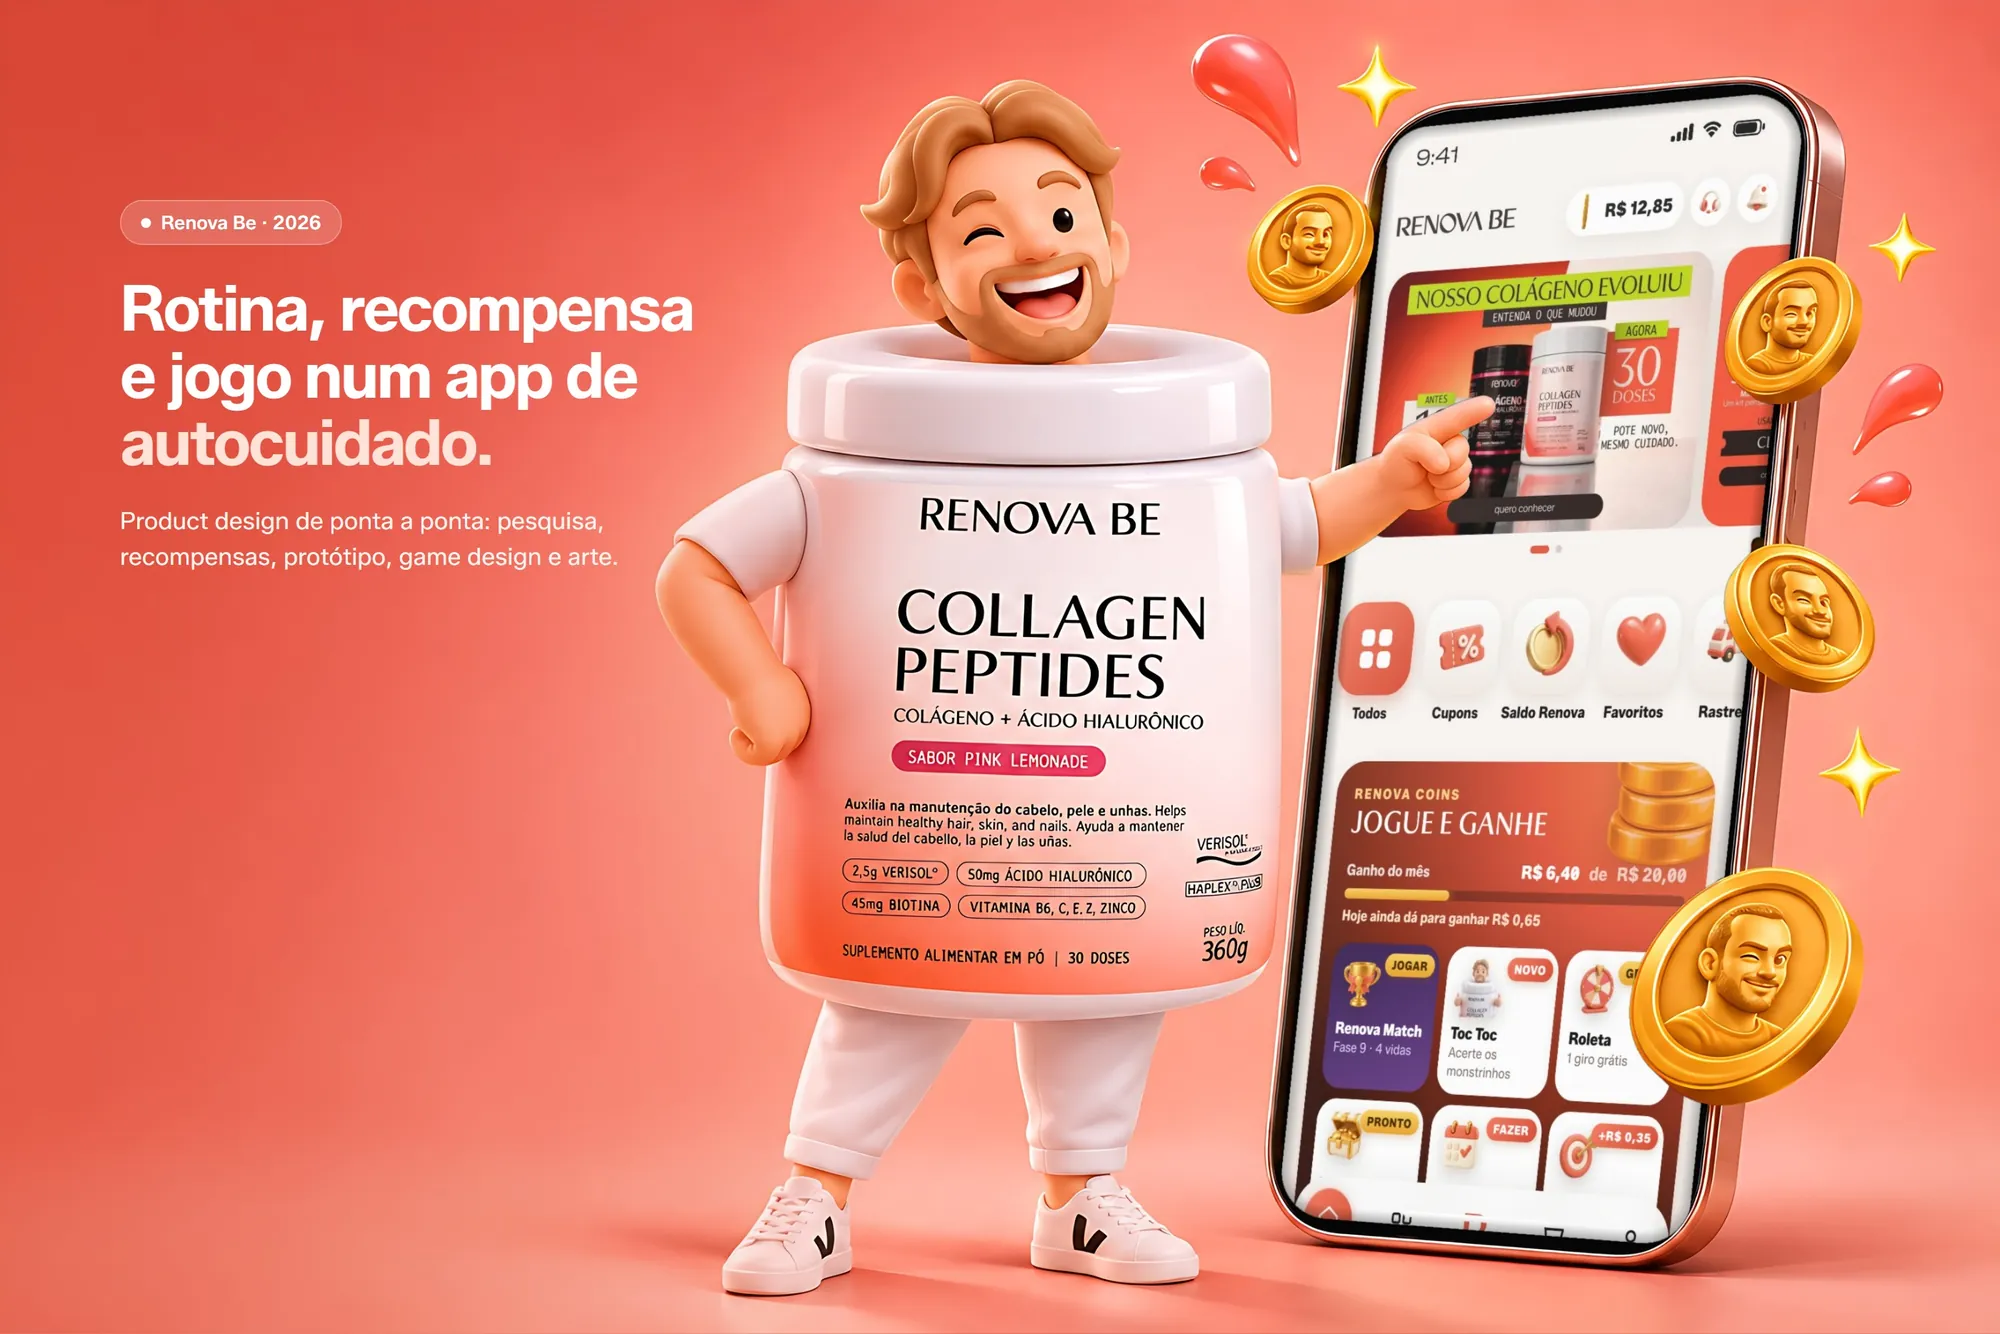 Renova Be · 2026
Rotina, recompensa
e jogo num app de
autocuidado.
Product design de ponta a ponta: pesquisa,
recompensas, protótipo, game design e arte.
RENOVA BE
COLLAGEN
PEPTIDES
COLÁGENO + ÁCIDO HIALURÔNICO
SABOR PINK LEMONADE
Auxilia na manutenção do cabelo, pele e unhas. Helps
maintain healthy hair, skin, and nails. Ayuda a mantener
la salud del cabello, la piel y las uñas.
2,5g VERISOL®
50mg ÁCIDO HIALURÔNICO
45mg BIOTINA
VITAMINA B6, C, E. Z, ZINCO
VERISOL
HAPLEX
SUPLEMENTO ALIMENTAR EM PÓ | 30 DOSES
PESO LÍQ.
360g
9:41
RENOVA BE
R$ 12,85
NOSSO COLÁGENO EVOLUIU
ENTENDA O QUE MUDOU
ANTES
AGORA
30
DOSES
renova
RENOVA BE
COLLAGEN
PEPTIDES
POTE NOVO,
MESMO CUIDADO.
quero conhecer
Todos
Cupons
Saldo Renova
Favoritos
Rastre
RENOVA COINS
JOGUE E GANHE
Ganho do mês
R$ 6,40 de R$ 20,00
Hoje ainda dá para ganhar R$ 0,65
JOGAR
Renova Match
Fase 9 · 4 vidas
NOVO
Toc Toc
Acerte os
monstrinhos
Roleta
1 giro grátis
PRONTO
FAZER
+R$ 0,35